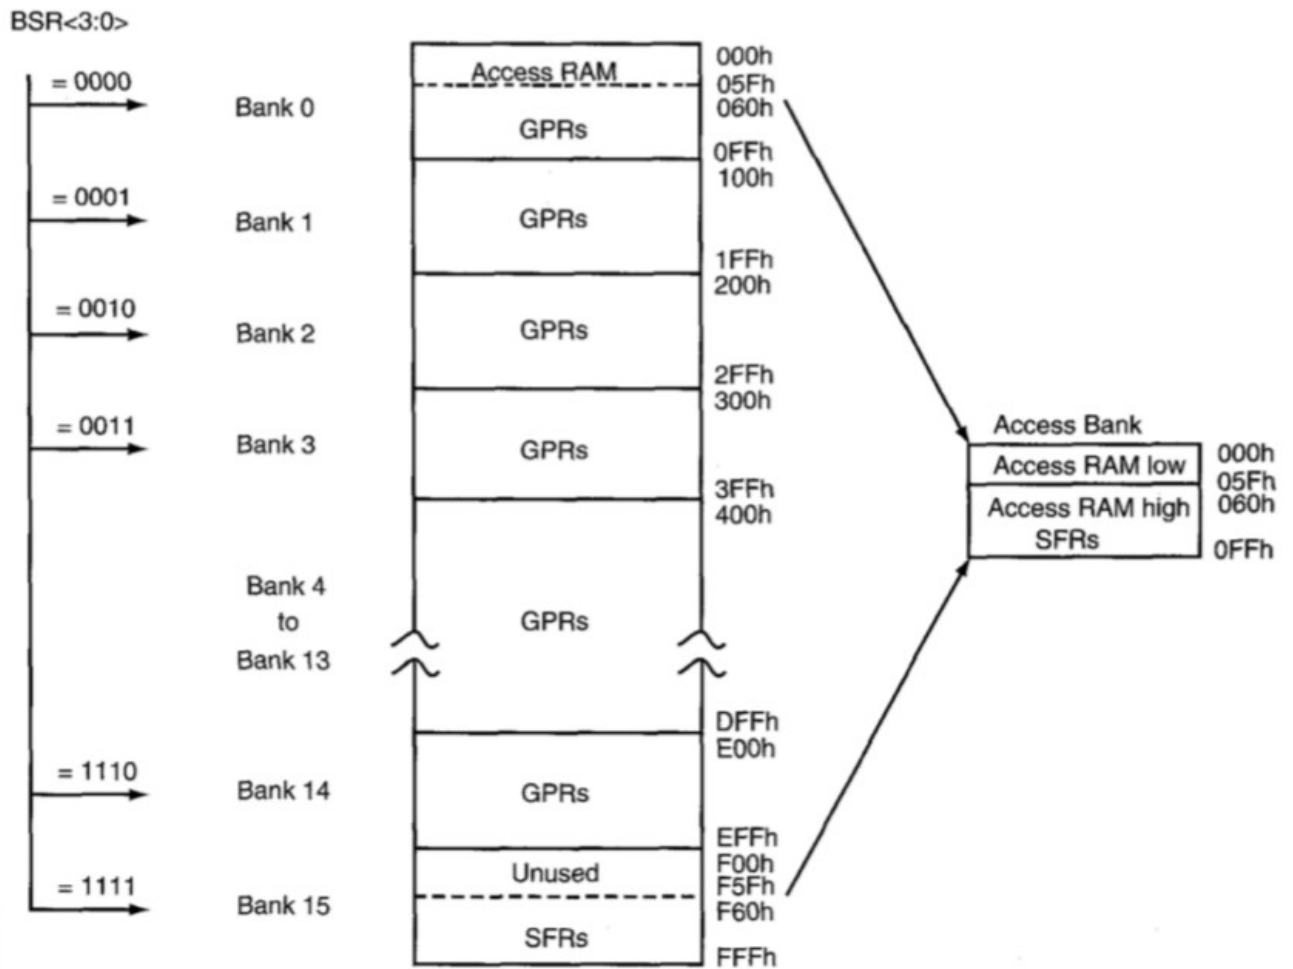 BSR<3:0>
= 0000
Bank 0
Access RAM
000h
05Fh
060h
GPRs
0FFh
= 0001
Bank 1
100h
GPRs
1FFh
= 0010
Bank 2
200h
GPRs
2FFh
= 0011
Bank 3
300h
GPRs
3FFh
400h
Bank 4
to
Bank 13
GPRs
DFFh
= 1110
Bank 14
E00h
GPRs
EFFh
= 1111
Bank 15
F00h
Unused
F5Fh
F60h
SFRs
FFFh
Access Bank
Access RAM low
000h
05Fh
Access RAM high
060h
SFRs
0FFh